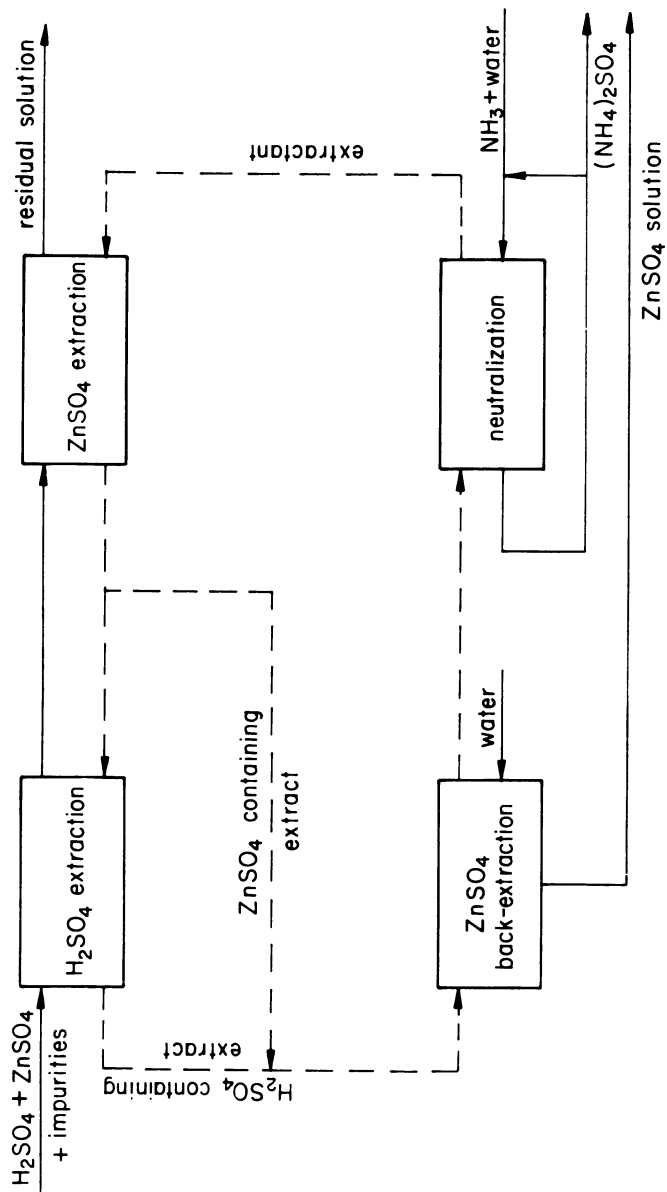 H2SO4 + ZnSO4
+ impurities
H2SO4 extraction
ZnSO4 extraction
residual solution
H2SO4 containing
extract
ZnSO4 containing
extract
extractant
ZnSO4
back-extraction
water
neutralization
NH3+water
(NH4)2SO4
ZnSO4 solution